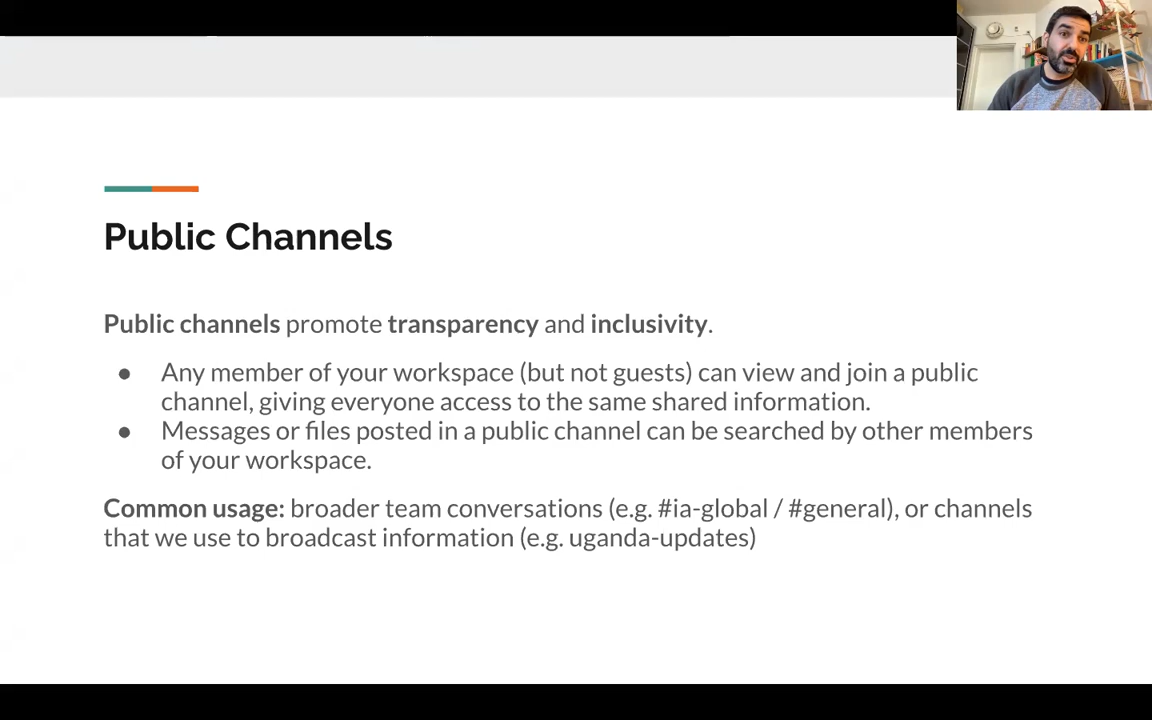 Public Channels
Public channels promote transparency and inclusivity.
● Any member of your workspace (but not guests) can view and join a public
channel, giving everyone access to the same shared information.
● Messages or files posted in a public channel can be searched by other members
of your workspace.
Common usage: broader team conversations (e.g. #ia-global / #general), or channels
that we use to broadcast information (e.g. uganda-updates)